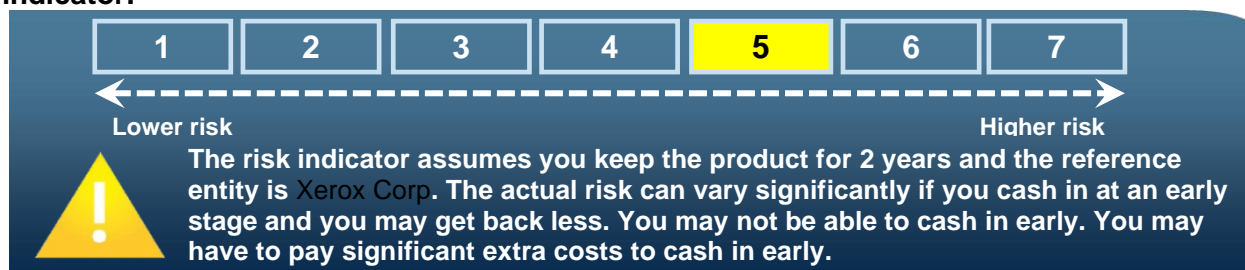 indicator:
1 2 3 4 5 6 7
Lower risk Higher risk
The risk indicator assumes you keep the product for 2 years and the reference
entity is Xerox Corp. The actual risk can vary significantly if you cash in at an early
stage and you may get back less. You may not be able to cash in early. You may
have to pay significant extra costs to cash in early.